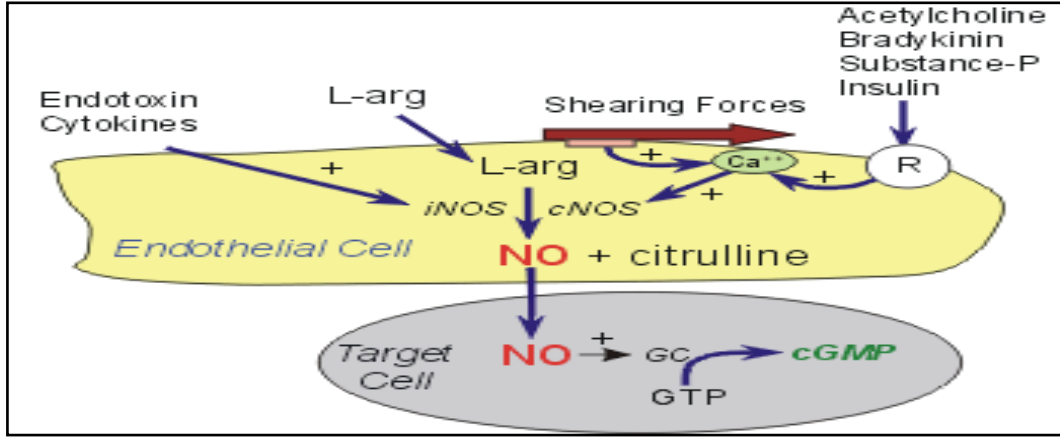 Acetylcholine
Bradykinin
Substance-P
Insulin
Endotoxin
Cytokines
L-arg
Shearing Forces
+
L-arg
+
Ca⁺⁺
+
R
iNOS
cNOS
+
Endothelial Cell
NO + citrulline
Target
Cell
NO
+
GC
cGMP
GTP